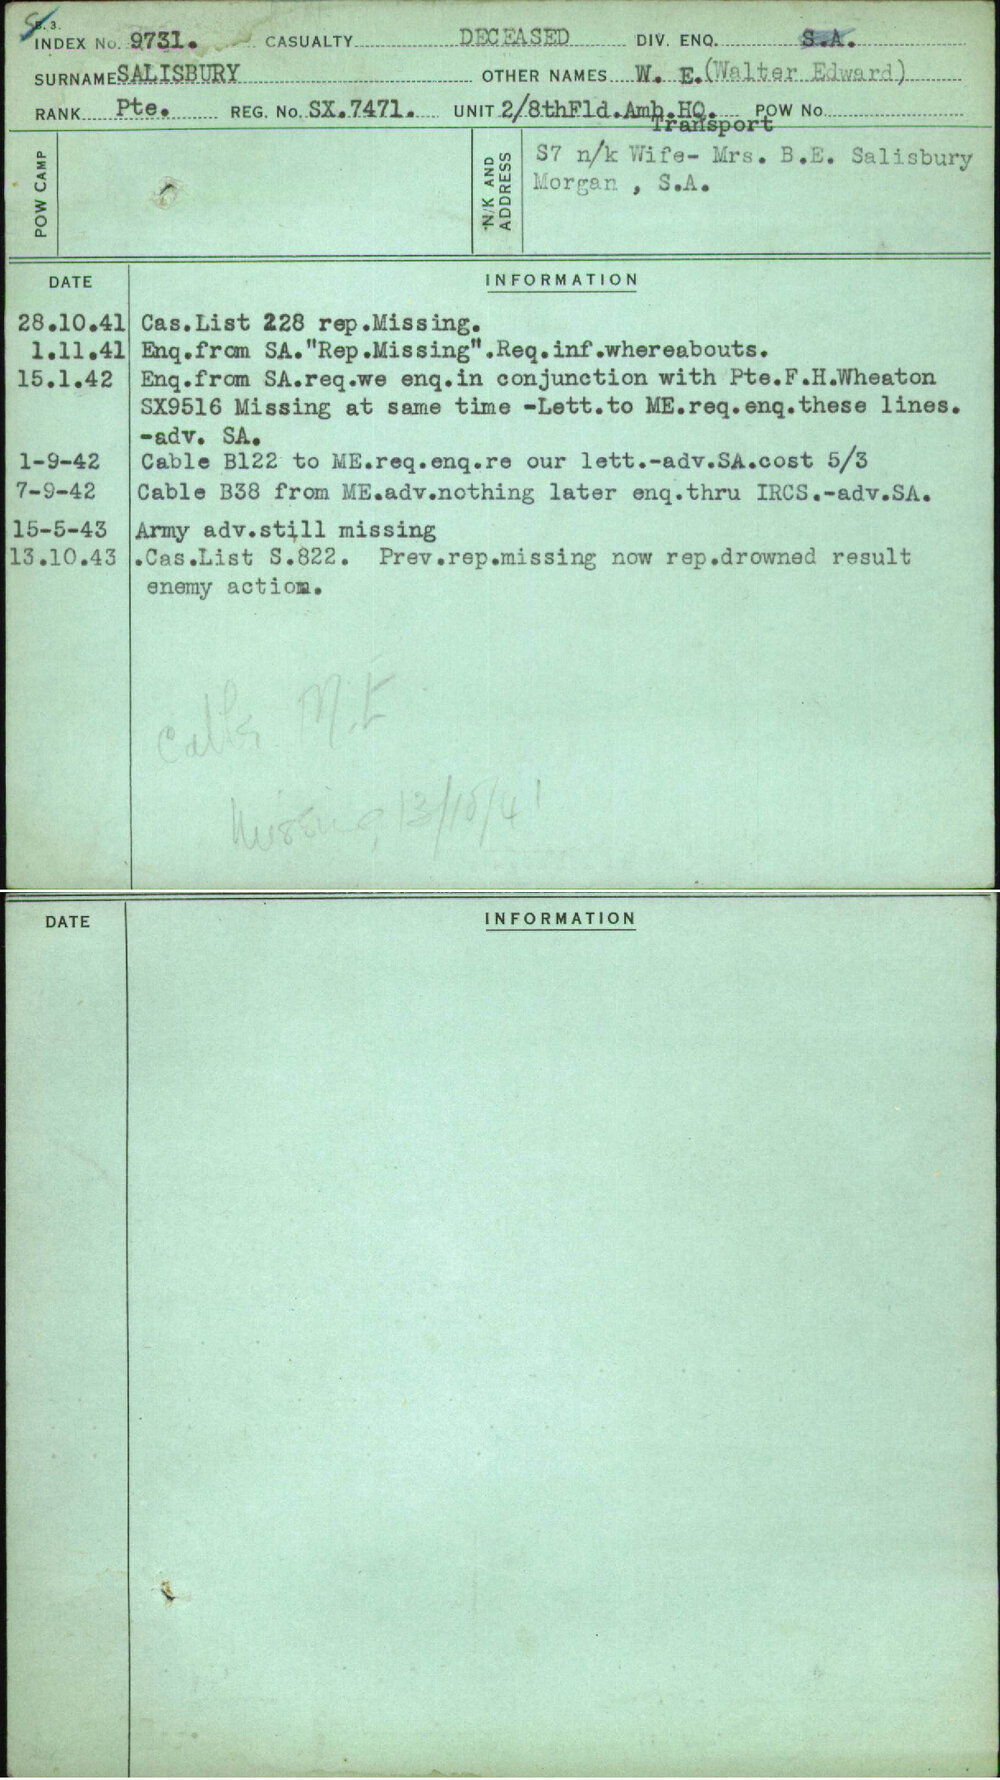 B.3.
INDEX No. 9731. CASUALTY DECEASED DIV. ENQ. S.A.
SURNAME SALISBURY OTHER NAMES W. E.(Walter Edward)
RANK Pte. REG. No. SX.7471. UNIT 2/8thFld.Amb.HQ. POW No.
Transport
POW CAMP
N/K AND ADDRESS
S7 n/k Wife- Mrs. B.E. Salisbury
Morgan , S.A.
DATE INFORMATION
28.10.41 Cas.List 228 rep.Missing.
1.11.41 Enq.from SA."Rep.Missing".Req.inf.whereabouts.
15.1.42 Enq.from SA.req.we enq.in conjunction with Pte.F.H.Wheaton
SX9516 Missing at same time -Lett.to ME.req.enq.these lines.
-adv. SA.
1-9-42 Cable B122 to ME.req.enq.re our lett.-adv.SA.cost 5/3
7-9-42 Cable B38 from ME.adv.nothing later enq.thru IRCS.-adv.SA.
15-5-43 Army adv.still missing
13.10.43 .Cas.List S.822. Prev.rep.missing now rep.drowned result
enemy action.
M.E
Missing 13/10/41
DATE INFORMATION